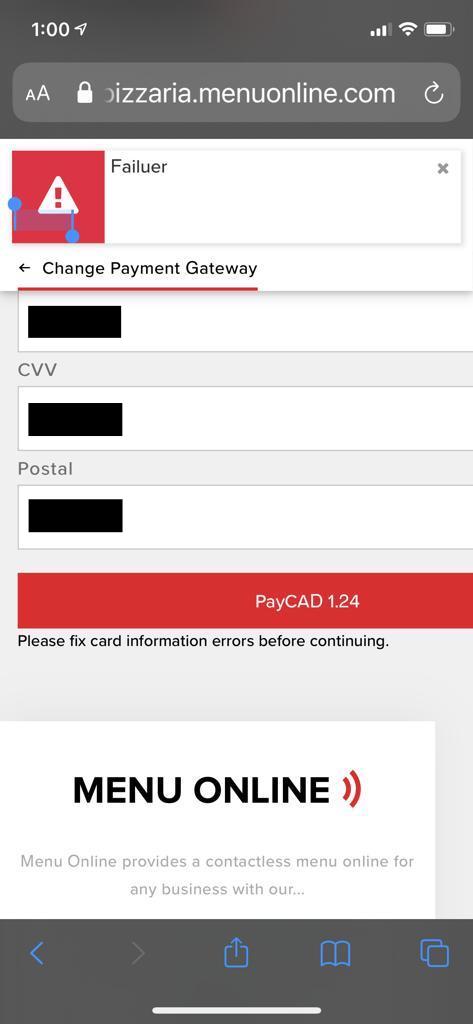 1:00
AA
pizzaria.menuonline.com
Failuer
×
← Change Payment Gateway
CVV
Postal
PayCAD 1.24
Please fix card information errors before continuing.
MENU ONLINE
Menu Online provides a contactless menu online for
any business with our...